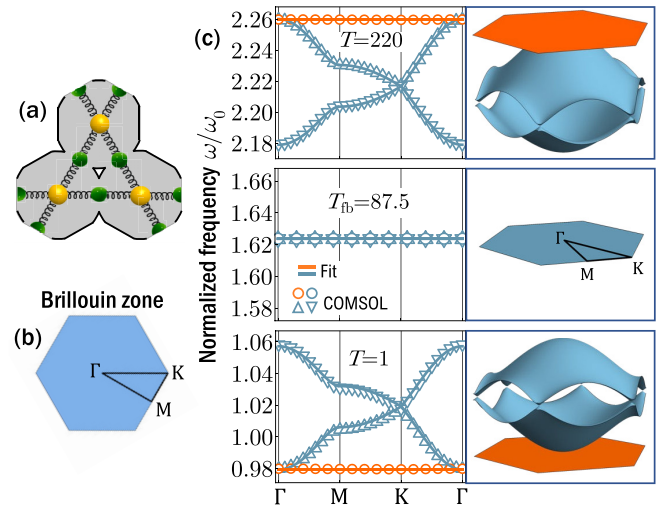 (a)
Brillouin zone
(b)
Γ
K
M
(c)
Normalized frequency ω/ω₀
2.26
2.24
2.22
2.20
2.18
T=220
1.66
1.64
1.62
1.60
1.58
T_fb=87.5
Fit
COMSOL
Γ
M
K
1.06
1.04
1.02
1.00
0.98
T=1
Γ M K Γ